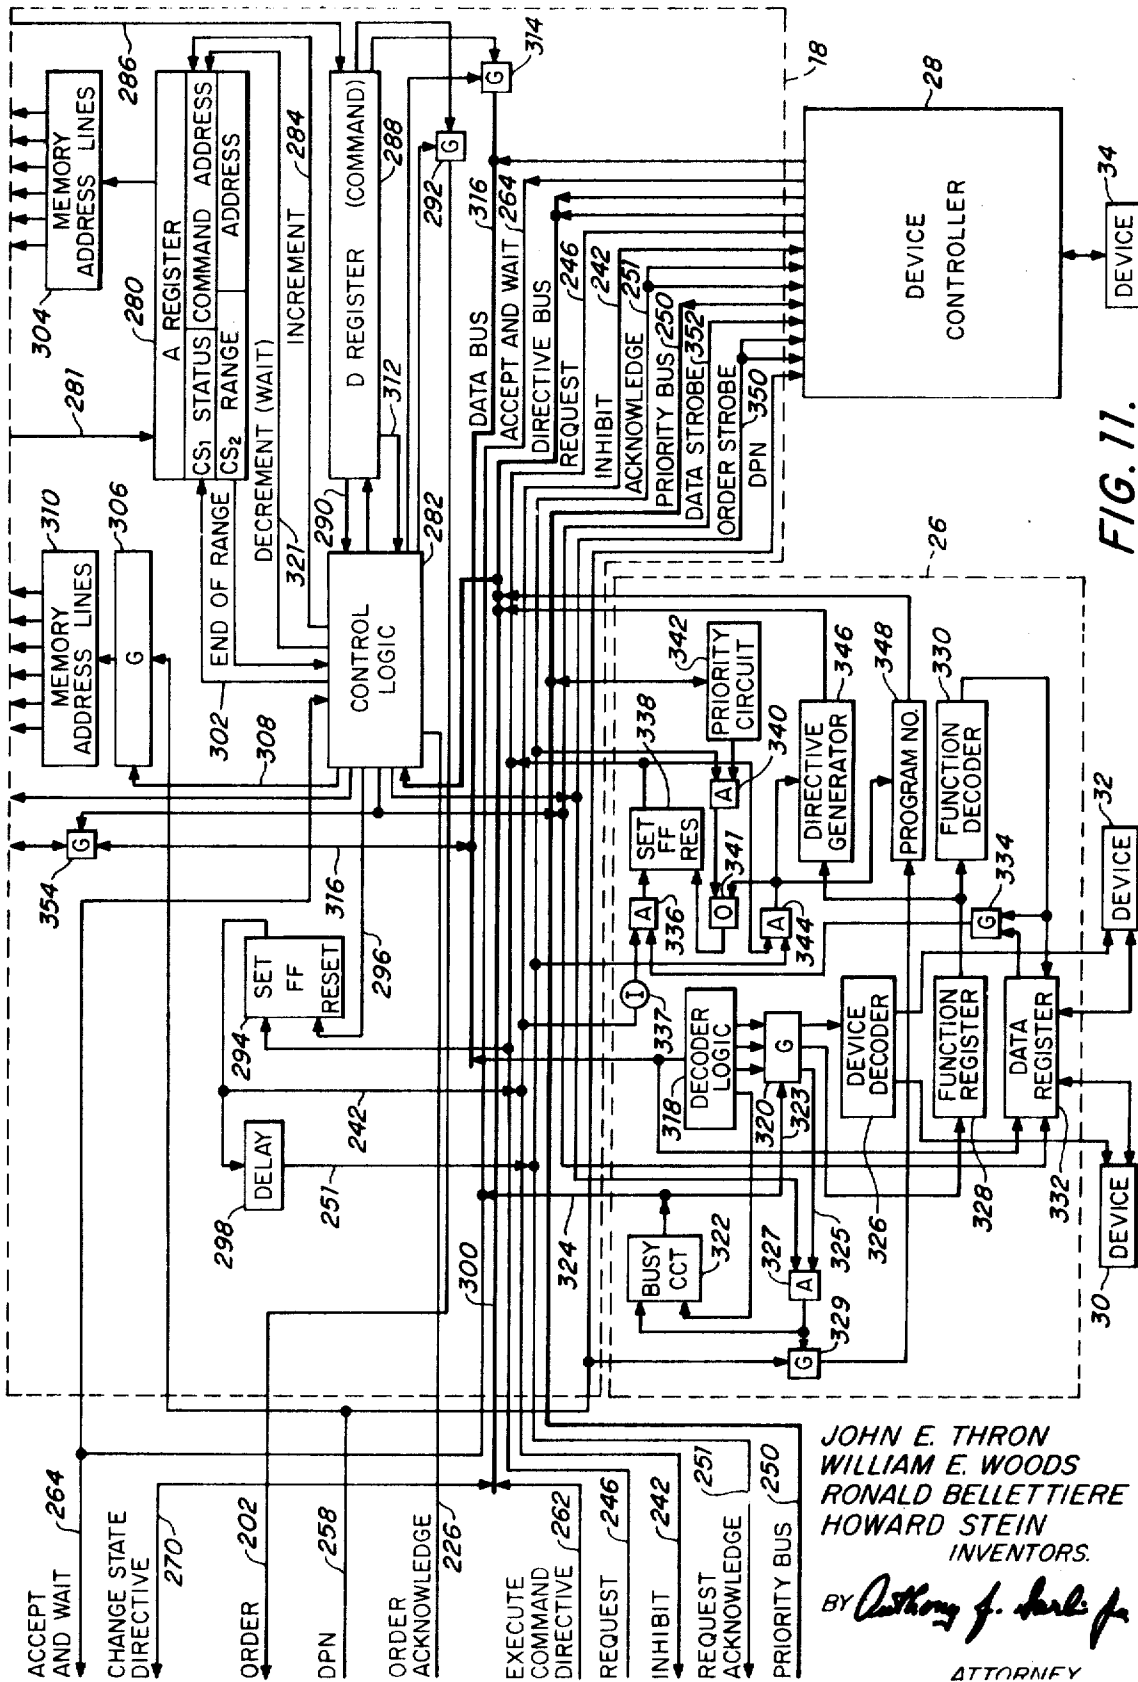 304
MEMORY
ADDRESS LINES
280
A REGISTER
CS1 STATUS COMMAND ADDRESS
CS2 RANGE ADDRESS
281
286
310
MEMORY
ADDRESS LINES
306
G
302
END OF RANGE
DECREMENT (WAIT)
321
INCREMENT
284
308
290
D REGISTER (COMMAND)
288
312
282
CONTROL
LOGIC
G
292
G
314
354
G
316
296
294
SET
FF
RESET
242
298
DELAY
251
300
324
DATA BUS
316
ACCEPT AND WAIT
264
DIRECTIVE BUS
REQUEST
246
INHIBIT
242
ACKNOWLEDGE
251
PRIORITY BUS
250
DATA STROBE
352
ORDER STROBE
350
DPN
18
28
DEVICE
CONTROLLER
34
DEVICE
26
BUSY
CCT
322
327
A
325
G
329
318
DECODER
LOGIC
320
G
323
326
DEVICE
DECODER
337
I
336
A
338
SET
FF
RES
341
O
344
A
340
A
342
PRIORITY
CIRCUIT
346
DIRECTIVE
GENERATOR
348
PROGRAM NO.
330
FUNCTION
DECODER
334
G
328
FUNCTION
REGISTER
332
DATA
REGISTER
30
DEVICE
32
DEVICE
ACCEPT
AND WAIT
264
CHANGE STATE
DIRECTIVE
270
ORDER
202
DPN
258
ORDER
ACKNOWLEDGE
226
EXECUTE
COMMAND
DIRECTIVE
262
REQUEST
246
INHIBIT
242
REQUEST
ACKNOWLEDGE
251
PRIORITY BUS
250
FIG. 11.
JOHN E. THRON
WILLIAM E. WOODS
RONALD BELLETTIERE
HOWARD STEIN
INVENTORS.
BY Anthony J.
ATTORNEY